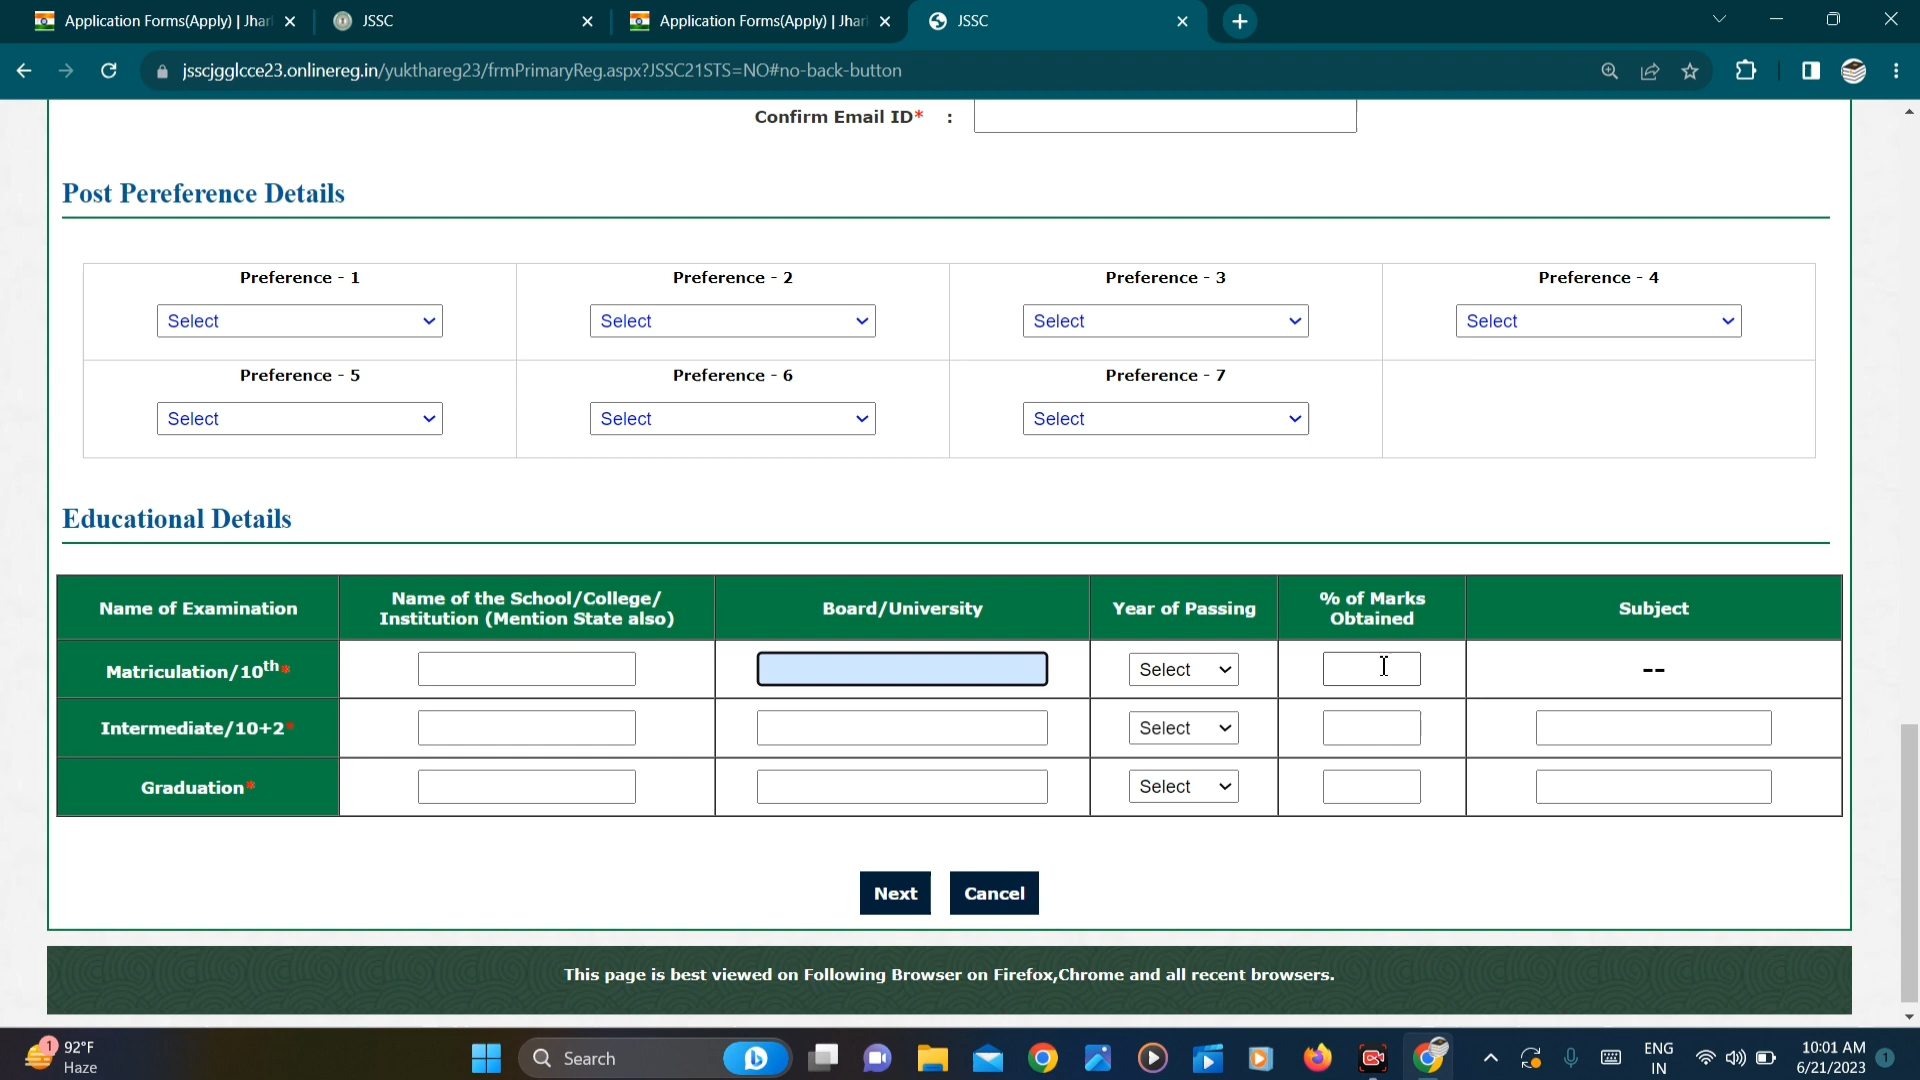 Application Forms(Apply) | Jhar
JSSC
Application Forms(Apply) | Jhar
JSSC
jsscjgglcce23.onlinereg.in/yukthareg23/frmPrimaryReg.aspx?JSSC21STS=NO#no-back-button
Confirm Email ID* :
Post Pereference Details
Preference - 1
Preference - 2
Preference - 3
Preference - 4
Select
Select
Select
Select
Preference - 5
Preference - 6
Preference - 7
Select
Select
Select
Educational Details
Name of Examination
Name of the School/College/
Institution (Mention State also)
Board/University
Year of Passing
% of Marks
Obtained
Subject
Matriculation/10th*
Select
--
Intermediate/10+2*
Select
Graduation*
Select
Next
Cancel
This page is best viewed on Following Browser on Firefox,Chrome and all recent browsers.
1
92°F
Haze
Search
ENG
IN
10:01 AM
6/21/2023
1